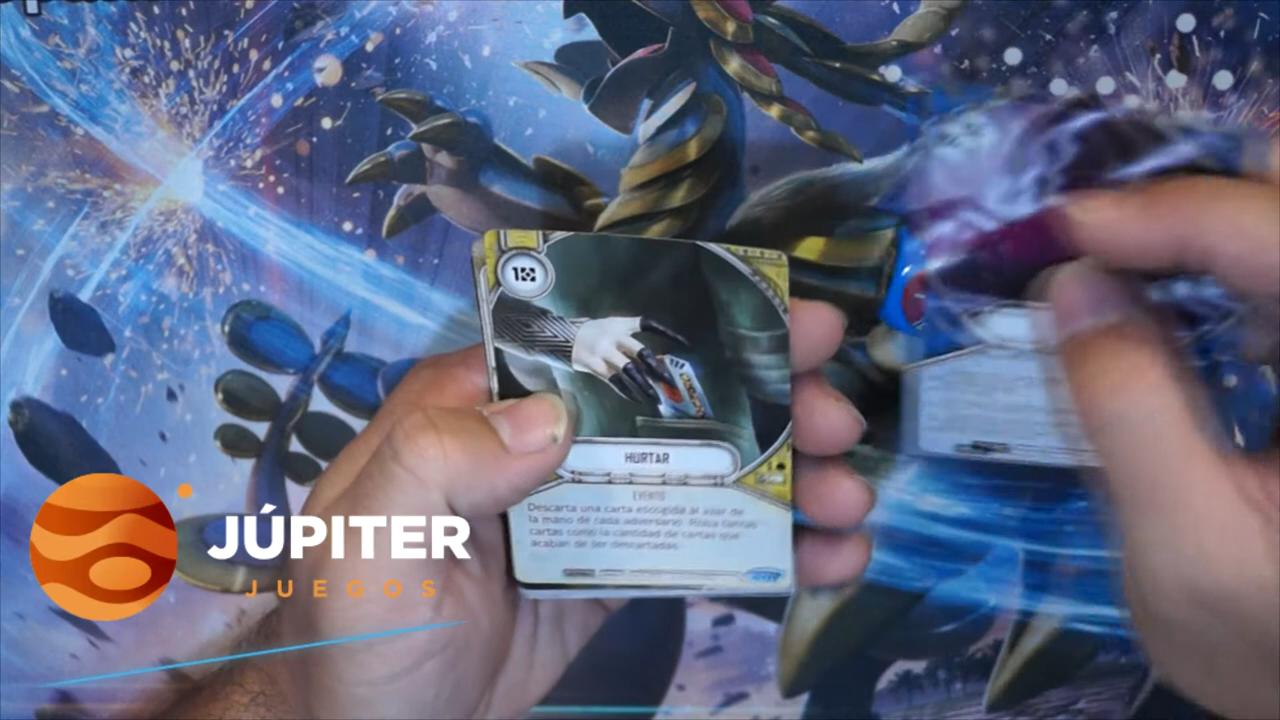 1
HURTAR
EVENTO
Descarta una carta escogida al azar de
la mano de cada adversario. Roba tantas
cartas como la cantidad de cartas que
acaban de ser descartadas.
JÚPITER
JUEGOS